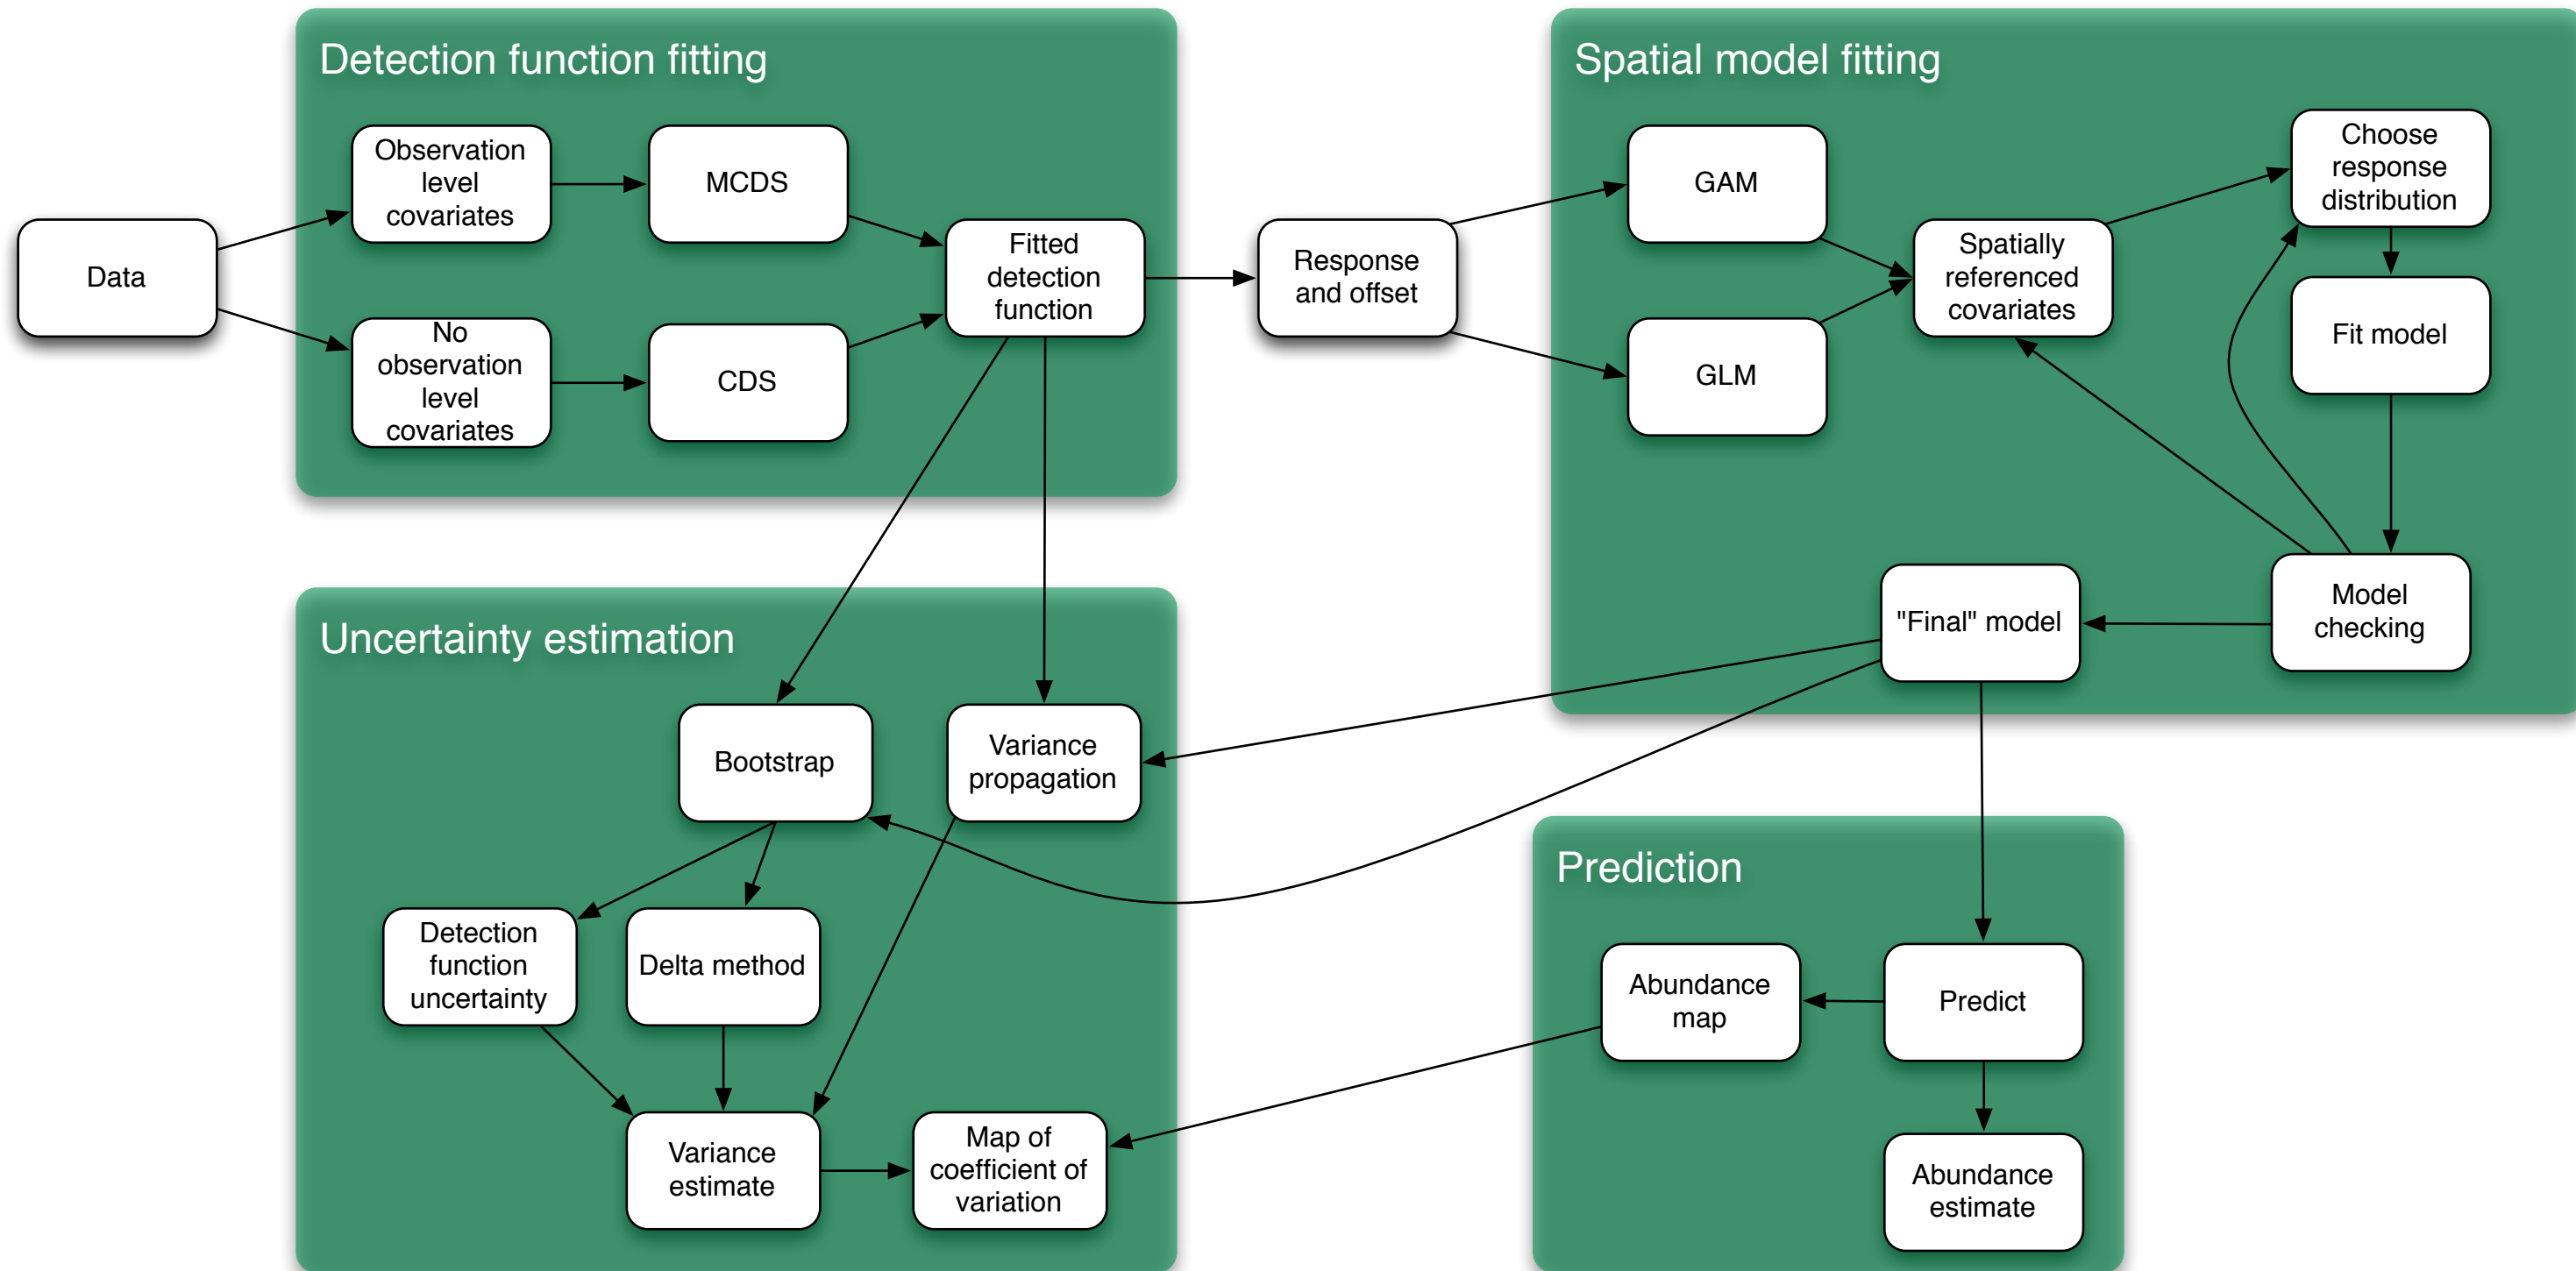 Detection function fitting
Data
Observation
level
covariates
MCDS
No
observation
level
covariates
CDS
Fitted
detection
function
Response
and offset
Spatial model fitting
GAM
GLM
Spatially
referenced
covariates
Choose
response
distribution
Fit model
Model
checking
"Final" model
Uncertainty estimation
Bootstrap
Variance
propagation
Detection
function
uncertainty
Delta method
Variance
estimate
Map of
coefficient of
variation
Prediction
Abundance
map
Predict
Abundance
estimate